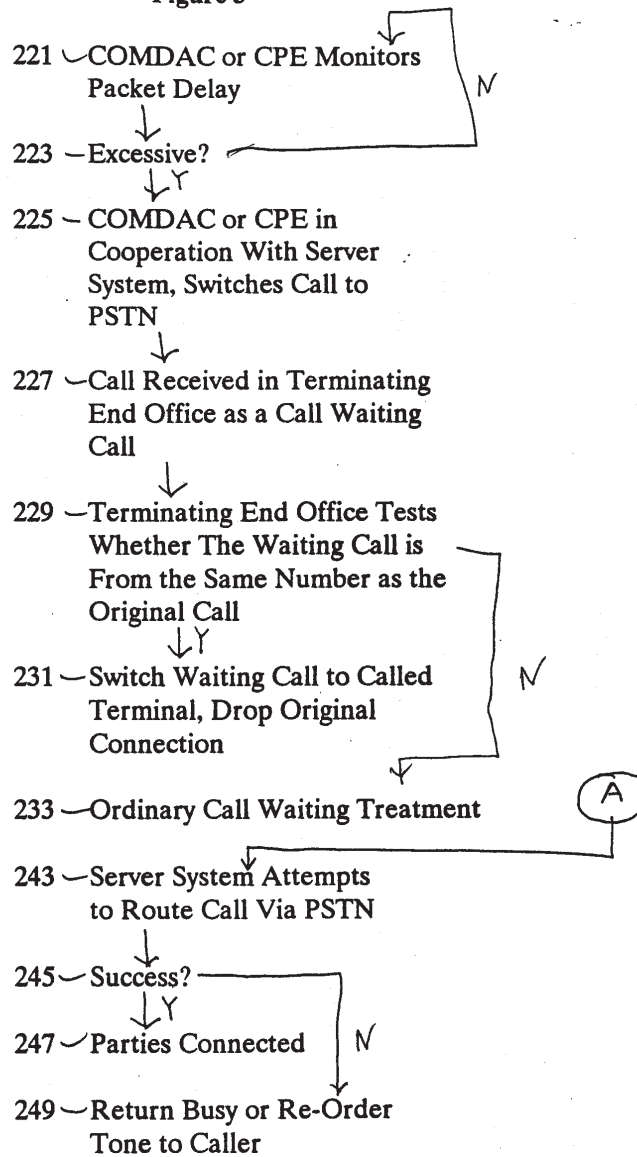 Figure 3
221 COMDAC or CPE Monitors
Packet Delay
N
223 Excessive?
Y
225 COMDAC or CPE in
Cooperation With Server
System, Switches Call to
PSTN
227 Call Received in Terminating
End Office as a Call Waiting
Call
229 Terminating End Office Tests
Whether The Waiting Call is
From the Same Number as the
Original Call
Y
231 Switch Waiting Call to Called
Terminal, Drop Original
Connection
N
233 Ordinary Call Waiting Treatment
A
243 Server System Attempts
to Route Call Via PSTN
245 Success?
Y
247 Parties Connected
N
249 Return Busy or Re-Order
Tone to Caller